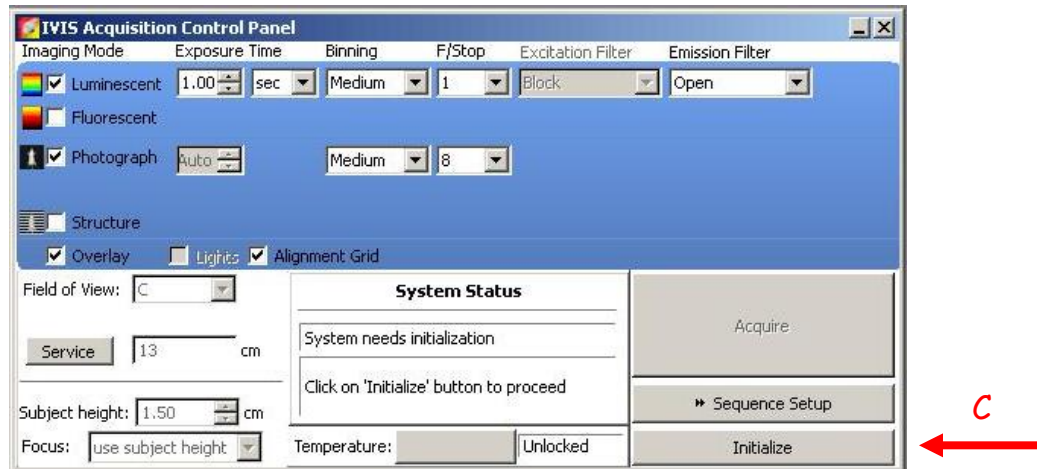 IVIS Acquisition Control Panel
Imaging Mode Exposure Time Binning F/Stop Excitation Filter Emission Filter
Luminescent 1.00 sec Medium 1 Block Open
Fluorescent
Photograph Auto Medium 8
Structure
Overlay Lights Alignment Grid
Field of View: C
System Status
Acquire
System needs initialization
Service 13 cm
Click on 'Initialize' button to proceed
Subject height: 1.50 cm
Sequence Setup
C
Focus: use subject height
Temperature: Unlocked
Initialize